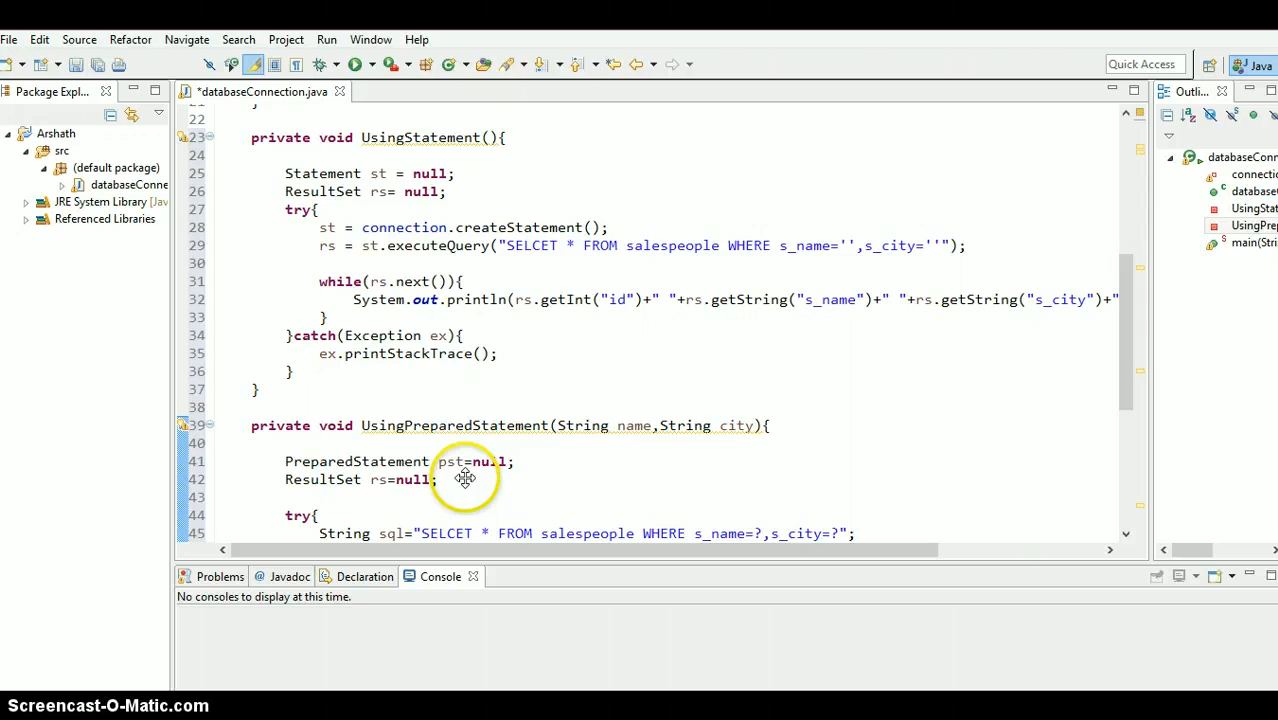 File Edit Source Refactor Navigate Search Project Run Window Help
Quick Access Java
Package Expl... *databaseConnection.java Outli...
Arshath
src
(default package)
databaseConne
JRE System Library [Jav
Referenced Libraries
22
23 private void UsingStatement(){
24
25 Statement st = null;
26 ResultSet rs= null;
27 try{
28 st = connection.createStatement();
29 rs = st.executeQuery("SELCET * FROM salespeople WHERE s_name='',s_city=''");
30
31 while(rs.next()){
32 System.out.println(rs.getInt("id")+" "+rs.getString("s_name")+" "+rs.getString("s_city")+"
33 }
34 }catch(Exception ex){
35 ex.printStackTrace();
36 }
37 }
38
39 private void UsingPreparedStatement(String name,String city){
40
41 PreparedStatement pst=null;
42 ResultSet rs=null;
43
44 try{
45 String sql="SELCET * FROM salespeople WHERE s_name=?,s_city=?";
databaseConn
connection
database
UsingStat
UsingPrep
main(Stri
Problems @ Javadoc Declaration Console
No consoles to display at this time.
Screencast-O-Matic.com